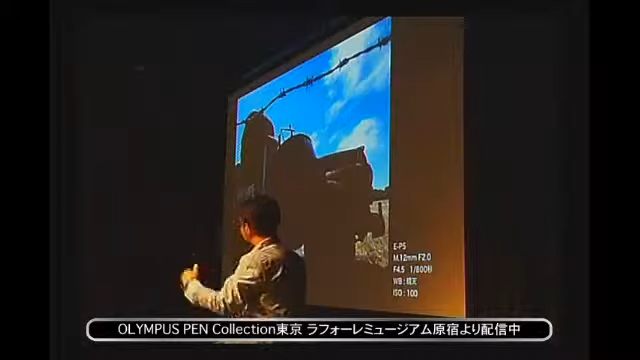 E-P5
M.12mm F2.0
F4.5 1/800秒
WB : 晴天
ISO : 100
OLYMPUS PEN Collection東京 ラフォーレミュージアム原宿より配信中